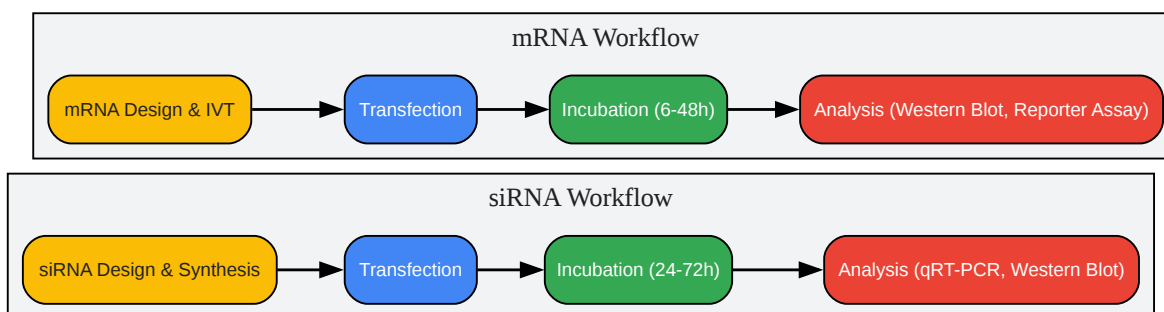 mRNA Workflow
mRNA Design & IVT
Transfection
Incubation (6-48h)
Analysis (Western Blot, Reporter Assay)
siRNA Workflow
siRNA Design & Synthesis
Transfection
Incubation (24-72h)
Analysis (qRT-PCR, Western Blot)